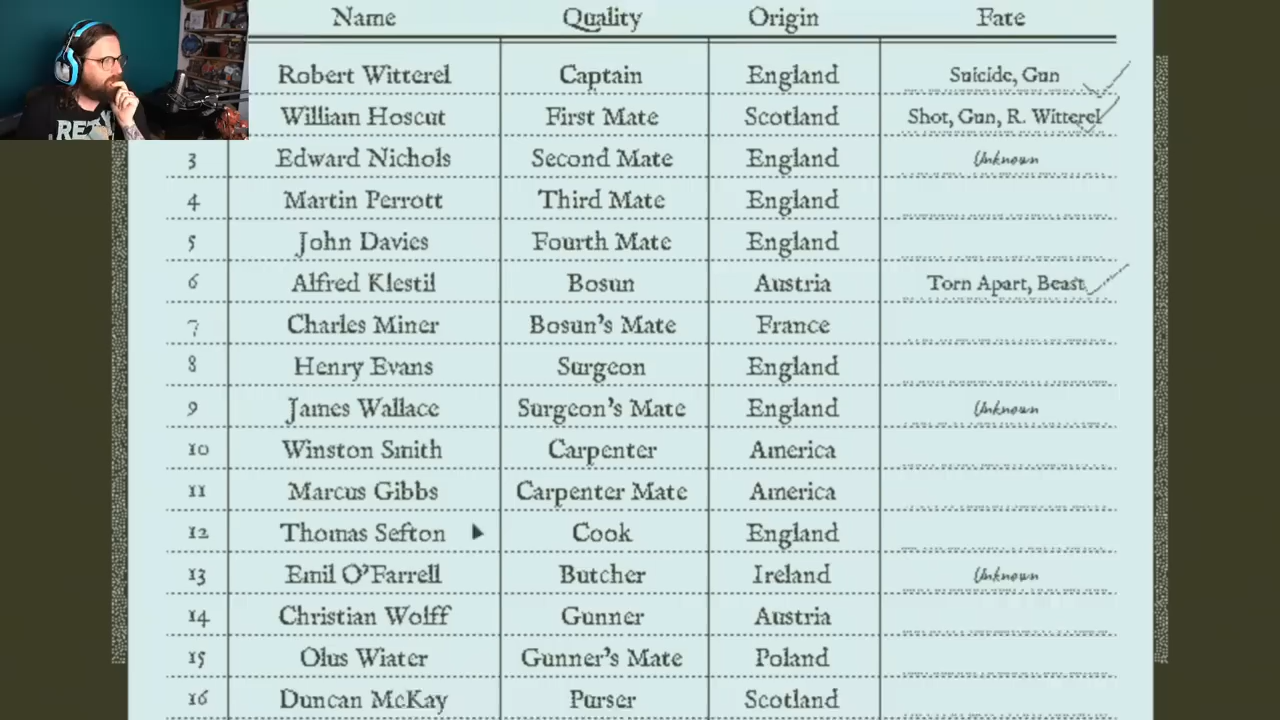 Name Quality Origin Fate
Robert Witterel Captain England Suicide, Gun
William Hoscut First Mate Scotland Shot, Gun, R. Witterel
3 Edward Nichols Second Mate England Unknown
4 Martin Perrott Third Mate England
5 John Davies Fourth Mate England
6 Alfred Klestil Bosun Austria Torn Apart, Beast
7 Charles Miner Bosun's Mate France
8 Henry Evans Surgeon England
9 James Wallace Surgeon's Mate England Unknown
10 Winston Smith Carpenter America
11 Marcus Gibbs Carpenter Mate America
12 Thomas Sefton Cook England
13 Emil O'Farrell Butcher Ireland Unknown
14 Christian Wolff Gunner Austria
15 Olus Wiater Gunner's Mate Poland
16 Duncan McKay Purser Scotland